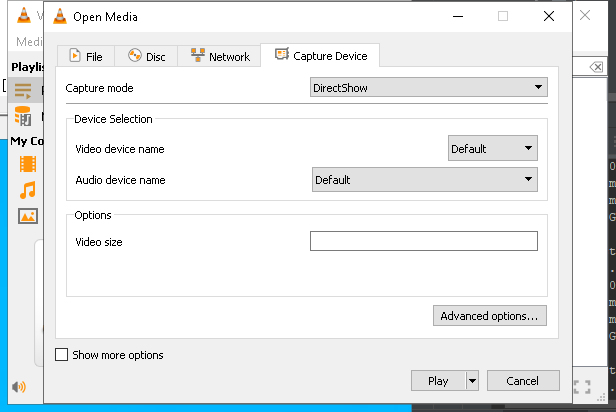 Open Media
Medi
File
Disc
Network
Capture Device
Playlis
Capture mode
DirectShow
Device Selection
Video device name
Default
My Co
Audio device name
Default
Options
Video size
Advanced options...
Show more options
Play
Cancel